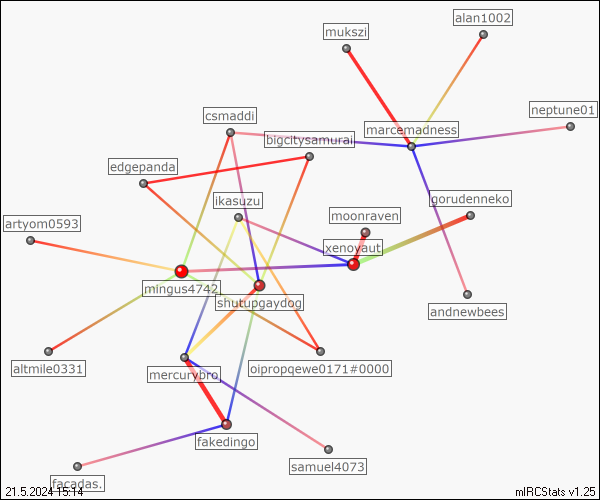 alan1002
mukszi
neptune01
csmaddi
marcemadness
bigcitysamurai
edgepanda
ikasuzu
gorudenneko
moonraven
artyom0593
xenoyaut
mingus4742
shutupgaydog
andnewbees
altmile0331
mercurybro
oipropqewe0171#0000
fakedingo
samuel4073
facadas.
21.5.2024 15:14
mIRCStats v1.25